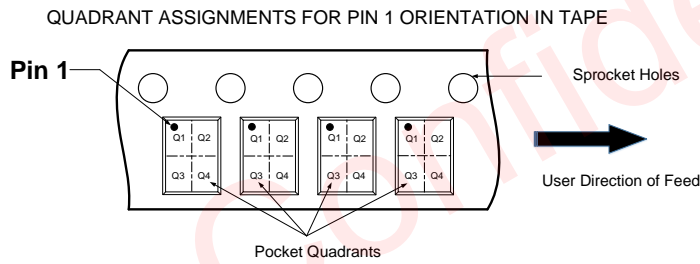 QUADRANT ASSIGNMENTS FOR PIN 1 ORIENTATION IN TAPE
Pin 1
Sprocket Holes
Q1 Q2 Q1 Q2 Q1 Q2 Q1 Q2
Q3 Q4 Q3 Q4 Q3 Q4 Q3 Q4
User Direction of Feed
Pocket Quadrants